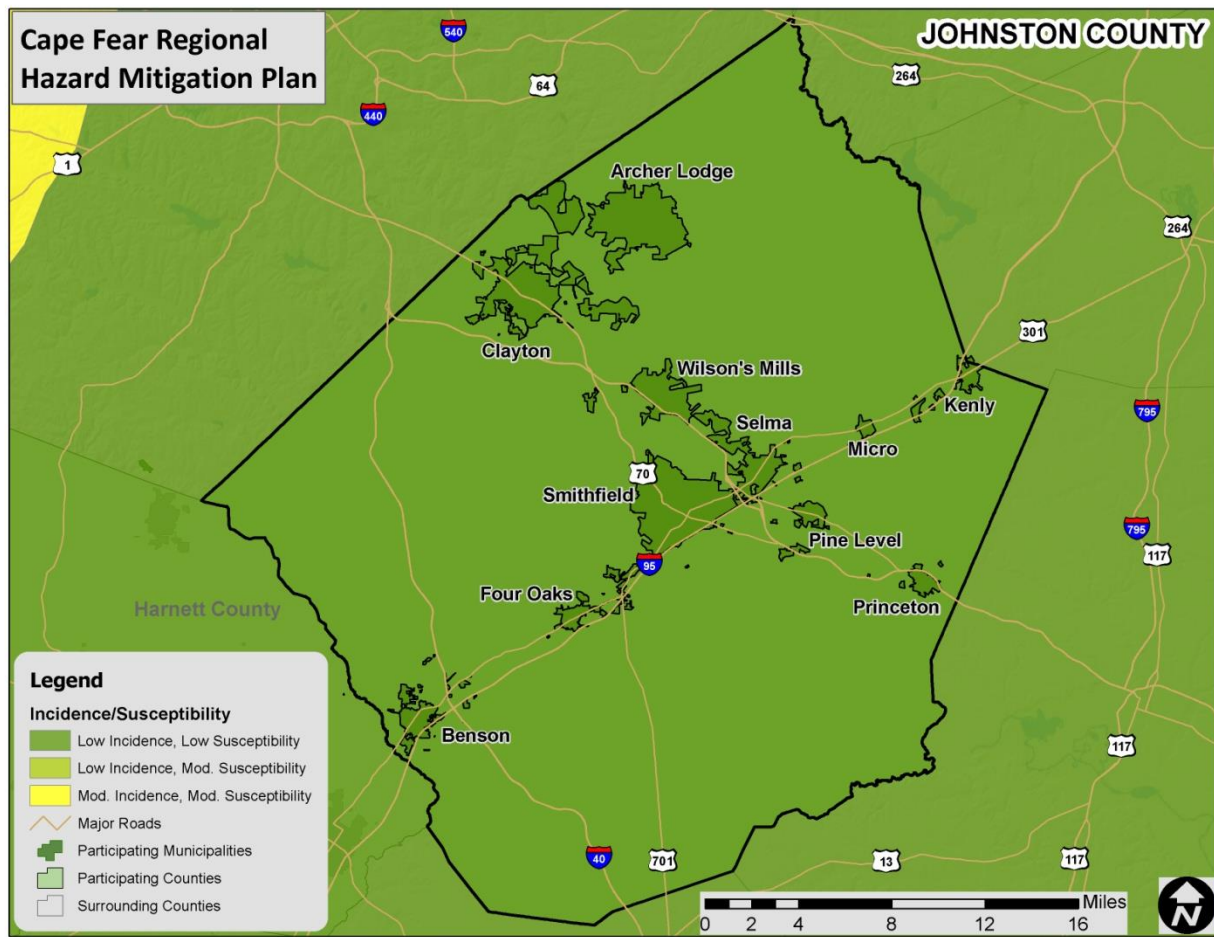 Cape Fear Regional
Hazard Mitigation Plan
JOHNSTON COUNTY
540
64
264
440
1
Archer Lodge
264
301
Clayton
Wilson's Mills
Kenly
795
Selma
Micro
70
Smithfield
795
117
Pine Level
95
Four Oaks
Princeton
Harnett County
Benson
117
40
701
13
117
Legend
Incidence/Susceptibility
Low Incidence, Low Susceptibility
Low Incidence, Mod. Susceptibility
Mod. Incidence, Mod. Susceptibility
Major Roads
Participating Municipalities
Participating Counties
Surrounding Counties
Miles
0 2 4 8 12 16
N